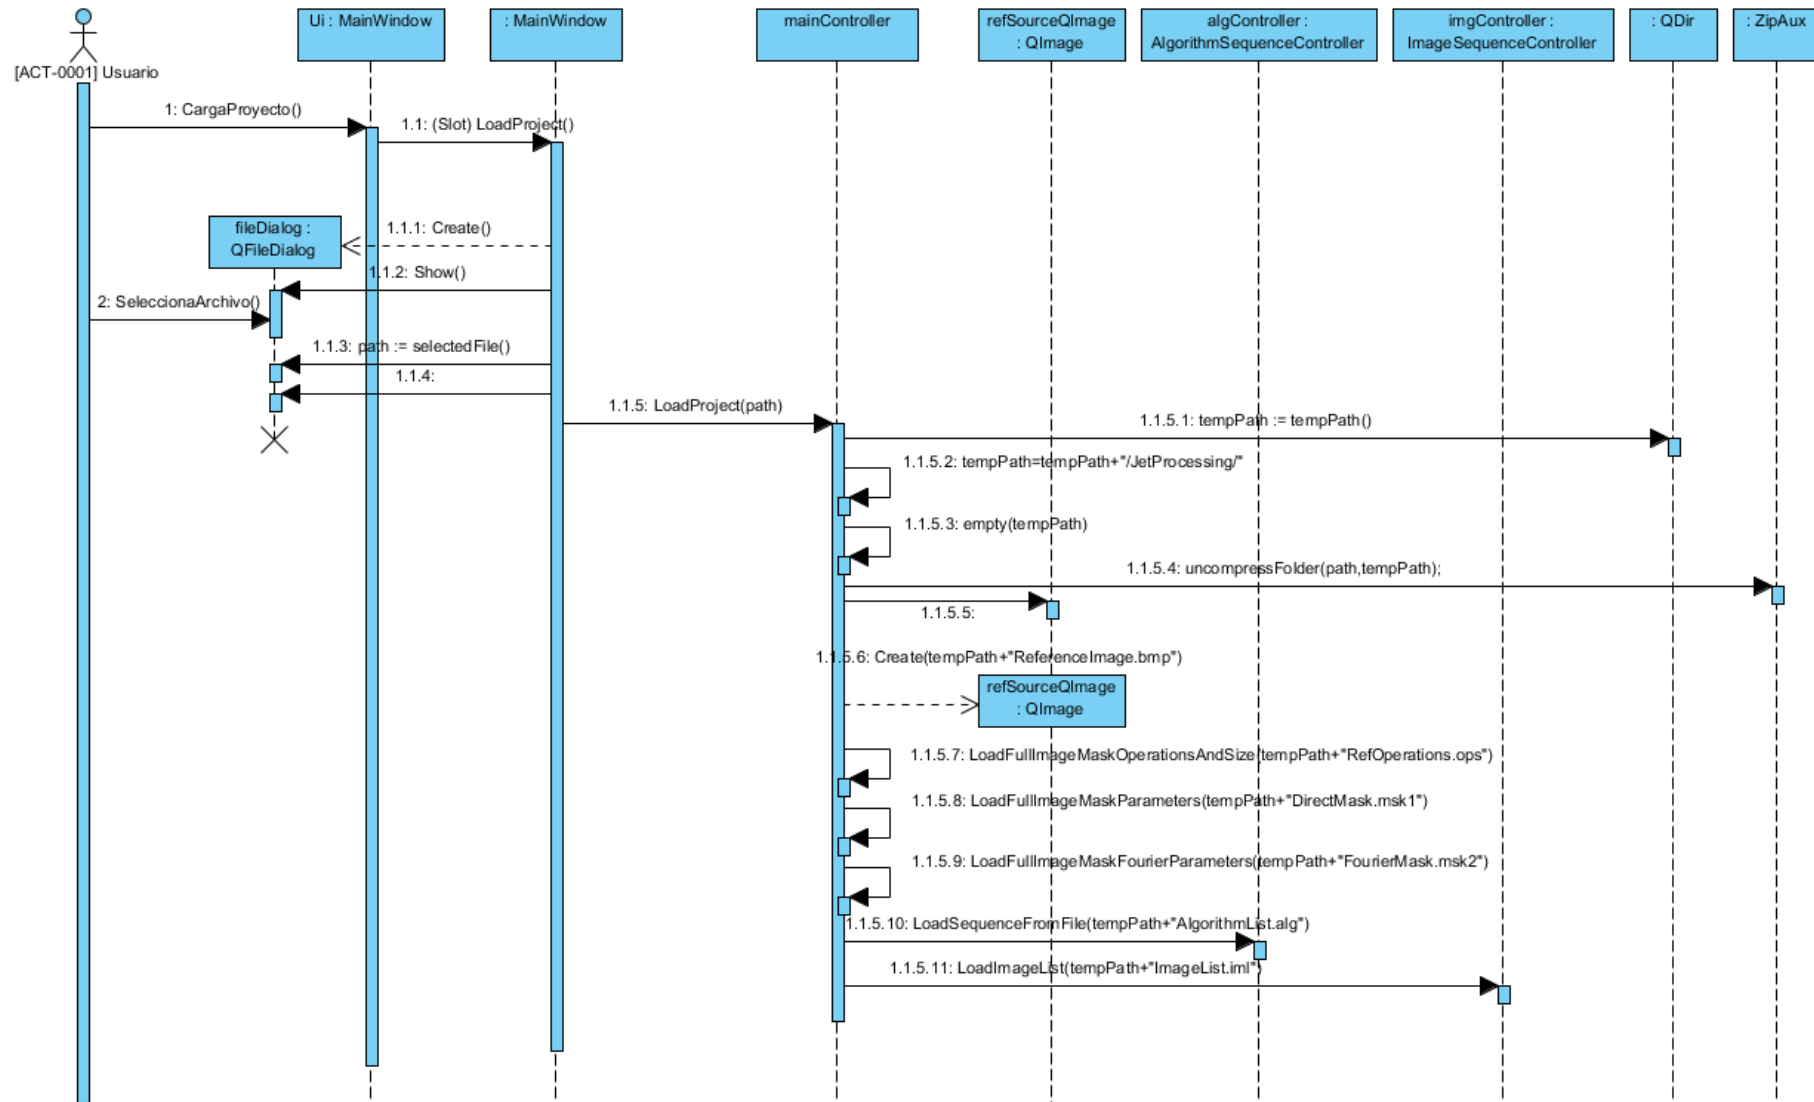 Ui : MainWindow
: MainWindow
mainController
refSourceQImage
: QImage
algController :
AlgorithmSequenceController
imgController :
ImageSequenceController
: QDir
: ZipAux
[ACT-0001] Usuario
1: CargaProyecto()
1.1: (Slot) LoadProject()
fileDialog :
QFileDialog
1.1.1: Create()
1.1.2: Show()
2: SeleccionaArchivo()
1.1.3: path := selectedFile()
1.1.4:
1.1.5: LoadProject(path)
1.1.5.1: tempPath := tempPath()
1.1.5.2: tempPath=tempPath+"/JetProcessing/"
1.1.5.3: empty(tempPath)
1.1.5.4: uncompressFolder(path,tempPath);
1.1.5.5:
1.1.5.6: Create(tempPath+"ReferenceImage.bmp")
refSourceQImage
: QImage
1.1.5.7: LoadFullImageMaskOperationsAndSize(tempPath+"RefOperations.ops")
1.1.5.8: LoadFullImageMaskParameters(tempPath+"DirectMask.msk1")
1.1.5.9: LoadFullImageMaskFourierParameters(tempPath+"FourierMask.msk2")
1.1.5.10: LoadSequenceFromFile(tempPath+"AlgorithmList.alg")
1.1.5.11: LoadImageList(tempPath+"ImageList.iml")